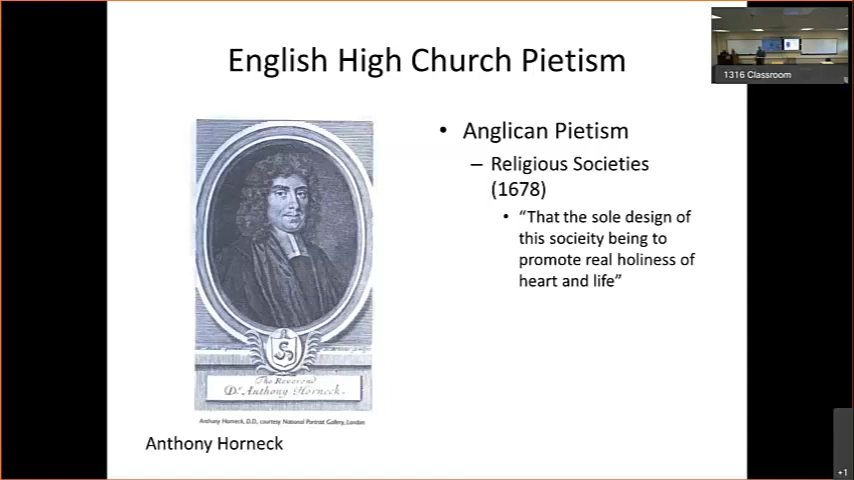 English High Church Pietism
1316 Classroom
• Anglican Pietism
– Religious Societies
(1678)
• “That the sole design of
this socieity being to
promote real holiness of
heart and life”
The Reverend
Dr. Anthony Horneck.
Anthony Horneck, D.D., courtesy National Portrait Gallery, London
Anthony Horneck
+1